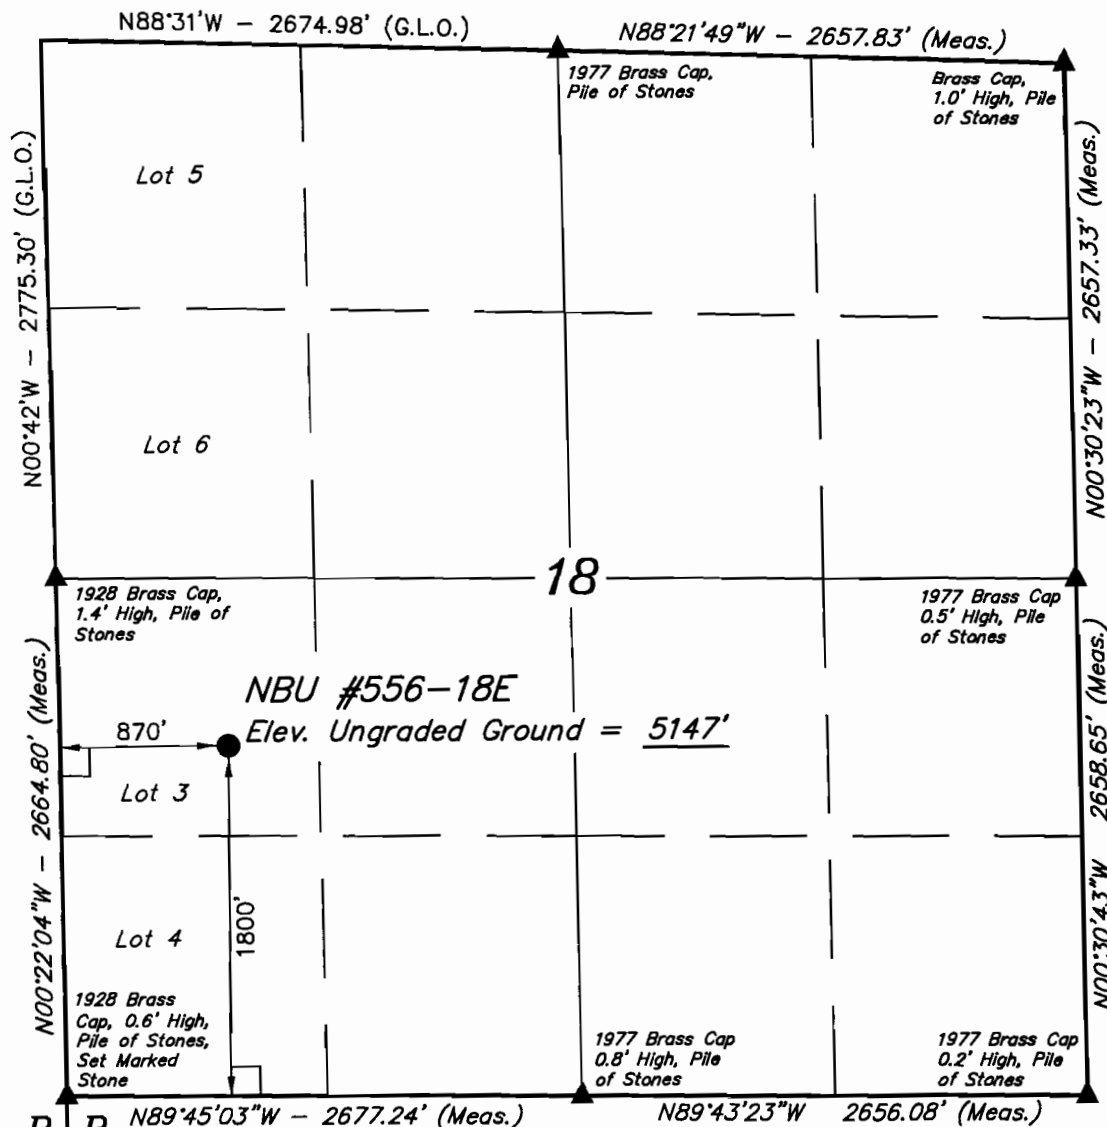 N88°31'W - 2674.98' (G.L.O.)
N88°21'49"W - 2657.83' (Meas.)
1977 Brass Cap,
Pile of Stones
Brass Cap,
1.0' High, Pile
of Stones
N00°42'W - 2775.30' (G.L.O.)
Lot 5
N00°30'23"W - 2657.33' (Meas.)
Lot 6
18
1928 Brass Cap,
1.4' High, Pile of
Stones
1977 Brass Cap
0.5' High, Pile
of Stones
NBU #556-18E
Elev. Ungraded Ground = 5147'
870'
N00°22'04"W - 2664.80' (Meas.)
Lot 3
N00°30'43"W 2658.65' (Meas.)
1800'
Lot 4
1928 Brass
Cap, 0.6' High,
Pile of Stones,
Set Marked
Stone
1977 Brass Cap
0.8' High, Pile
of Stones
1977 Brass Cap
0.2' High, Pile
of Stones
R R
N89°45'03"W - 2677.24' (Meas.)
N89°43'23"W 2656.08' (Meas.)